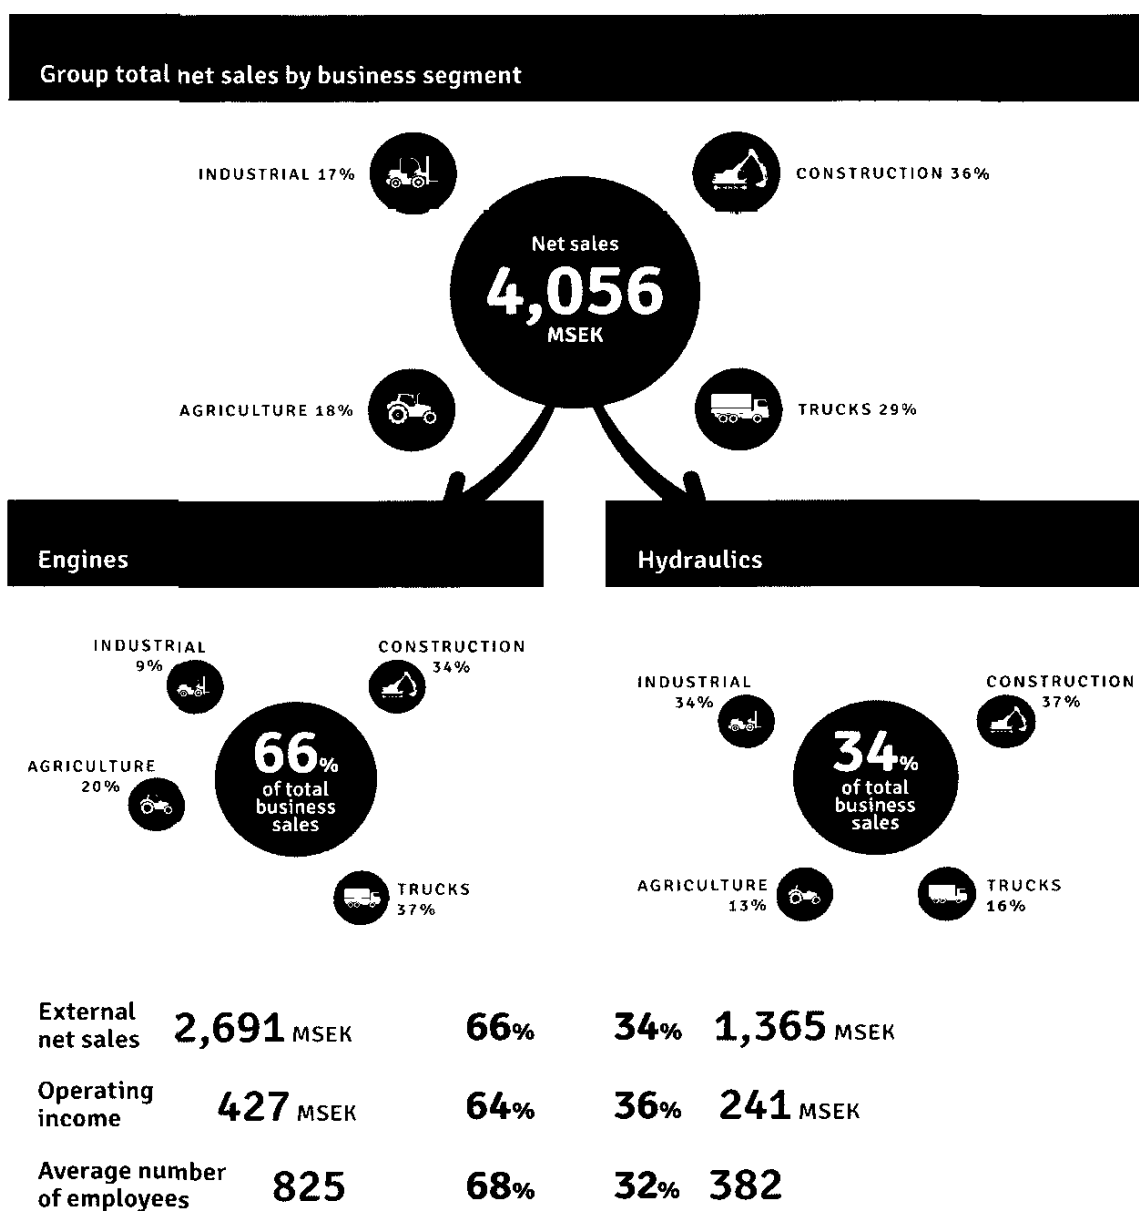 Group total net sales by business segment
INDUSTRIAL 17%
CONSTRUCTION 36%
Net sales
4,056
MSEK
AGRICULTURE 18%
TRUCKS 29%
Engines
INDUSTRIAL
9%
CONSTRUCTION
34%
AGRICULTURE
20%
66%
of total
business
sales
TRUCKS
37%
Hydraulics
INDUSTRIAL
34%
CONSTRUCTION
37%
34%
of total
business
sales
AGRICULTURE
13%
TRUCKS
16%
External
net sales
2,691 MSEK
66%
34%
1,365 MSEK
Operating
income
427 MSEK
64%
36%
241 MSEK
Average number
of employees
825
68%
32%
382